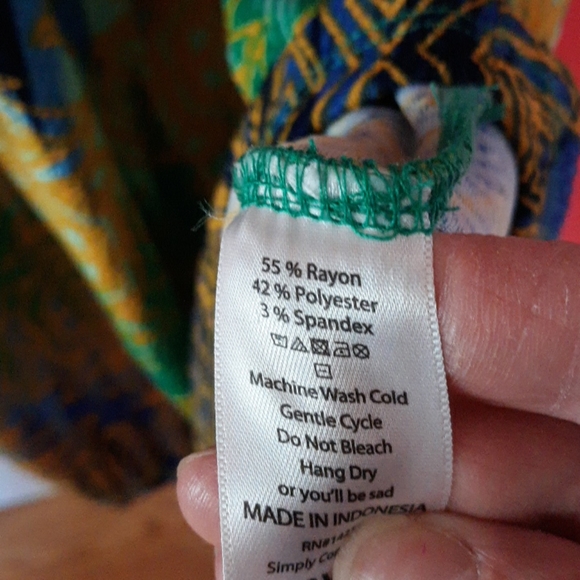 55 % Rayon
42 % Polyester
3 % Spandex
Machine Wash Cold
Gentle Cycle
Do Not Bleach
Hang Dry
or you'll be sad
MADE IN INDONESIA
Simply